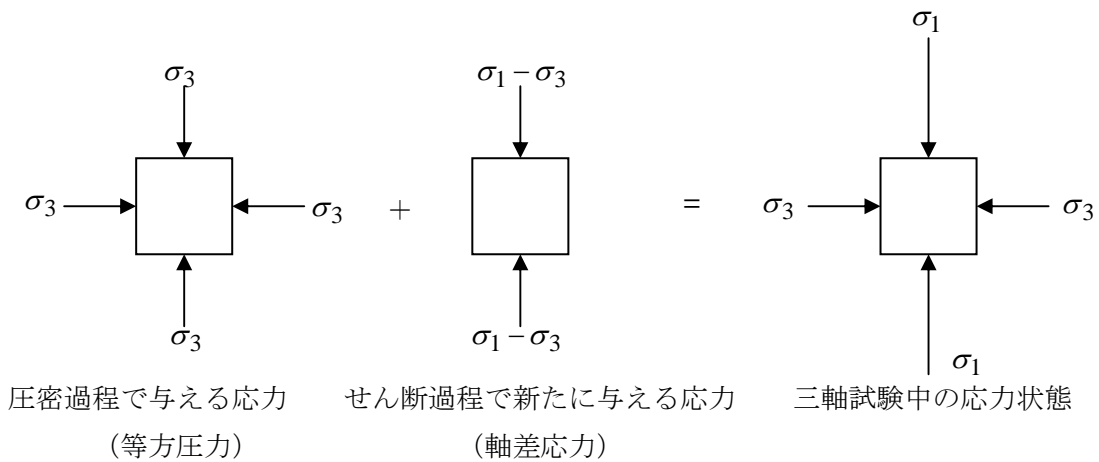 σ1
σ3
σ1 − σ3
σ3
σ3
+
=
σ3
σ3
σ3
σ1 − σ3
σ1
圧密過程で与える応力
(等方圧力)
せん断過程で新たに与える応力
(軸差応力)
三軸試験中の応力状態